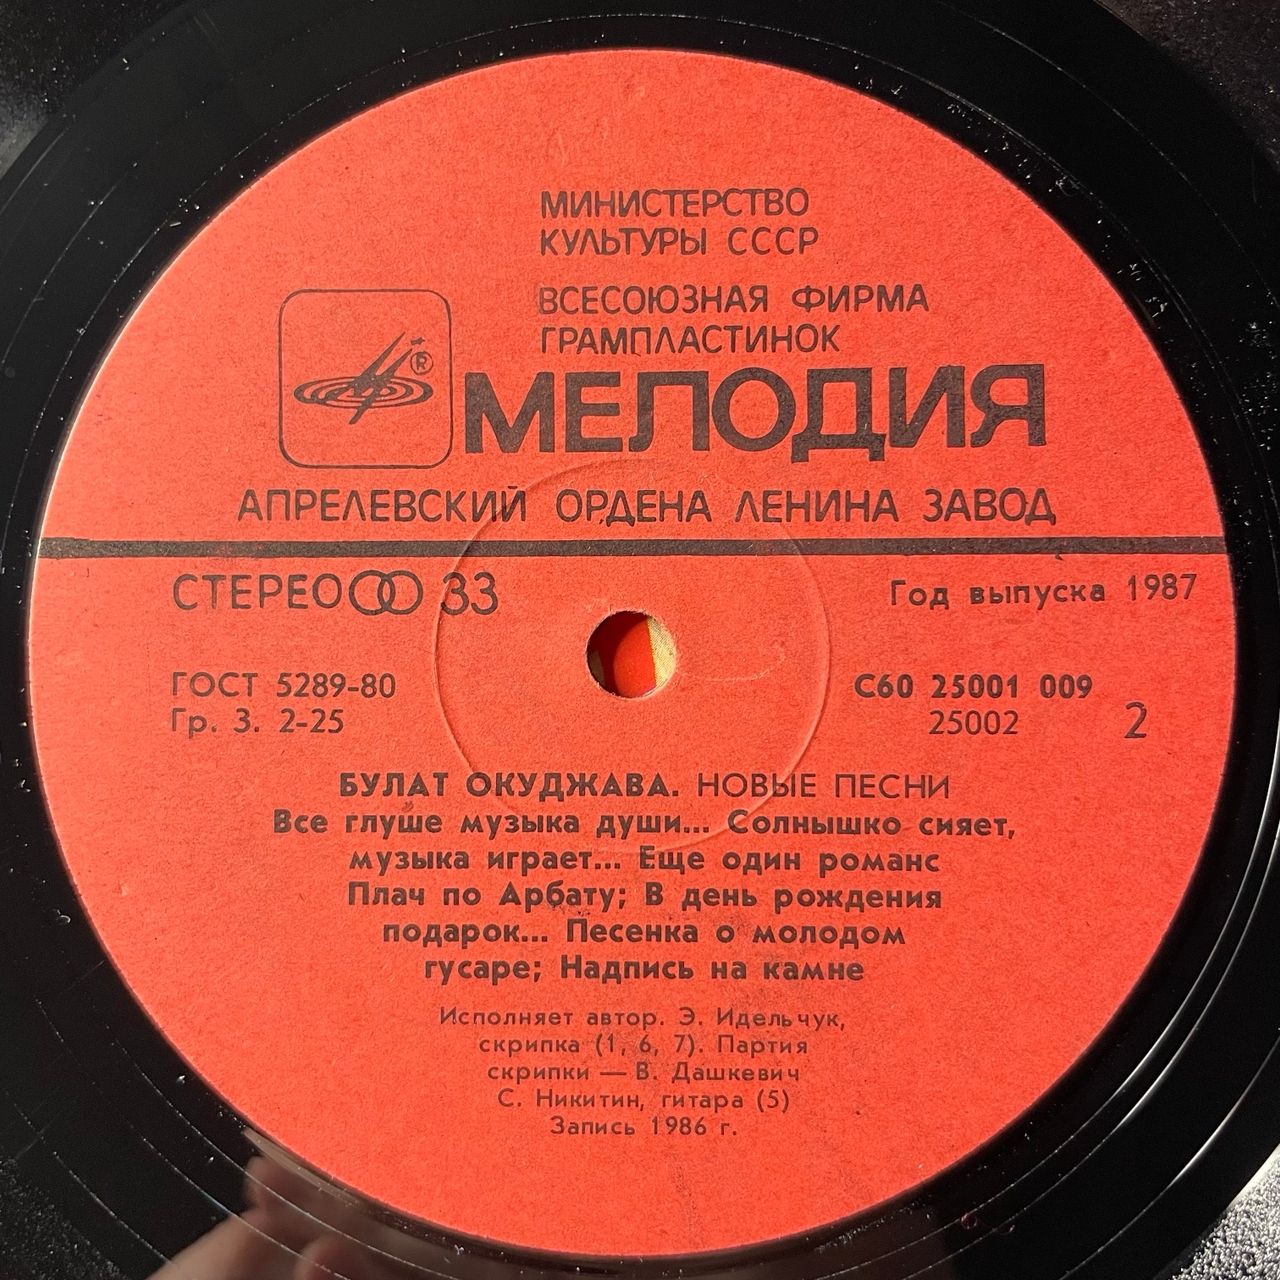 МИНИСТЕРСТВО
КУЛЬТУРЫ СССР
ВСЕСОЮЗНАЯ ФИРМА
ГРАМПЛАСТИНОК
®
МЕЛОДИЯ
АПРЕЛЕВСКИЙ ОРДЕНА ЛЕНИНА ЗАВОД
СТЕРЕО 33
Год выпуска 1987
ГОСТ 5289-80
Гр. 3. 2-25
С60 25001 009
25002
2
БУЛАТ ОКУДЖАВА. НОВЫЕ ПЕСНИ
Все глуше музыка души... Солнышко сияет,
музыка играет... Еще один романс
Плач по Арбату; В день рождения
подарок... Песенка о молодом
гусаре; Надпись на камне
Исполняет автор. Э. Идельчук,
скрипка (1, 6, 7). Партия
скрипки — В. Дашкевич
С. Никитин, гитара (5)
Запись 1986 г.